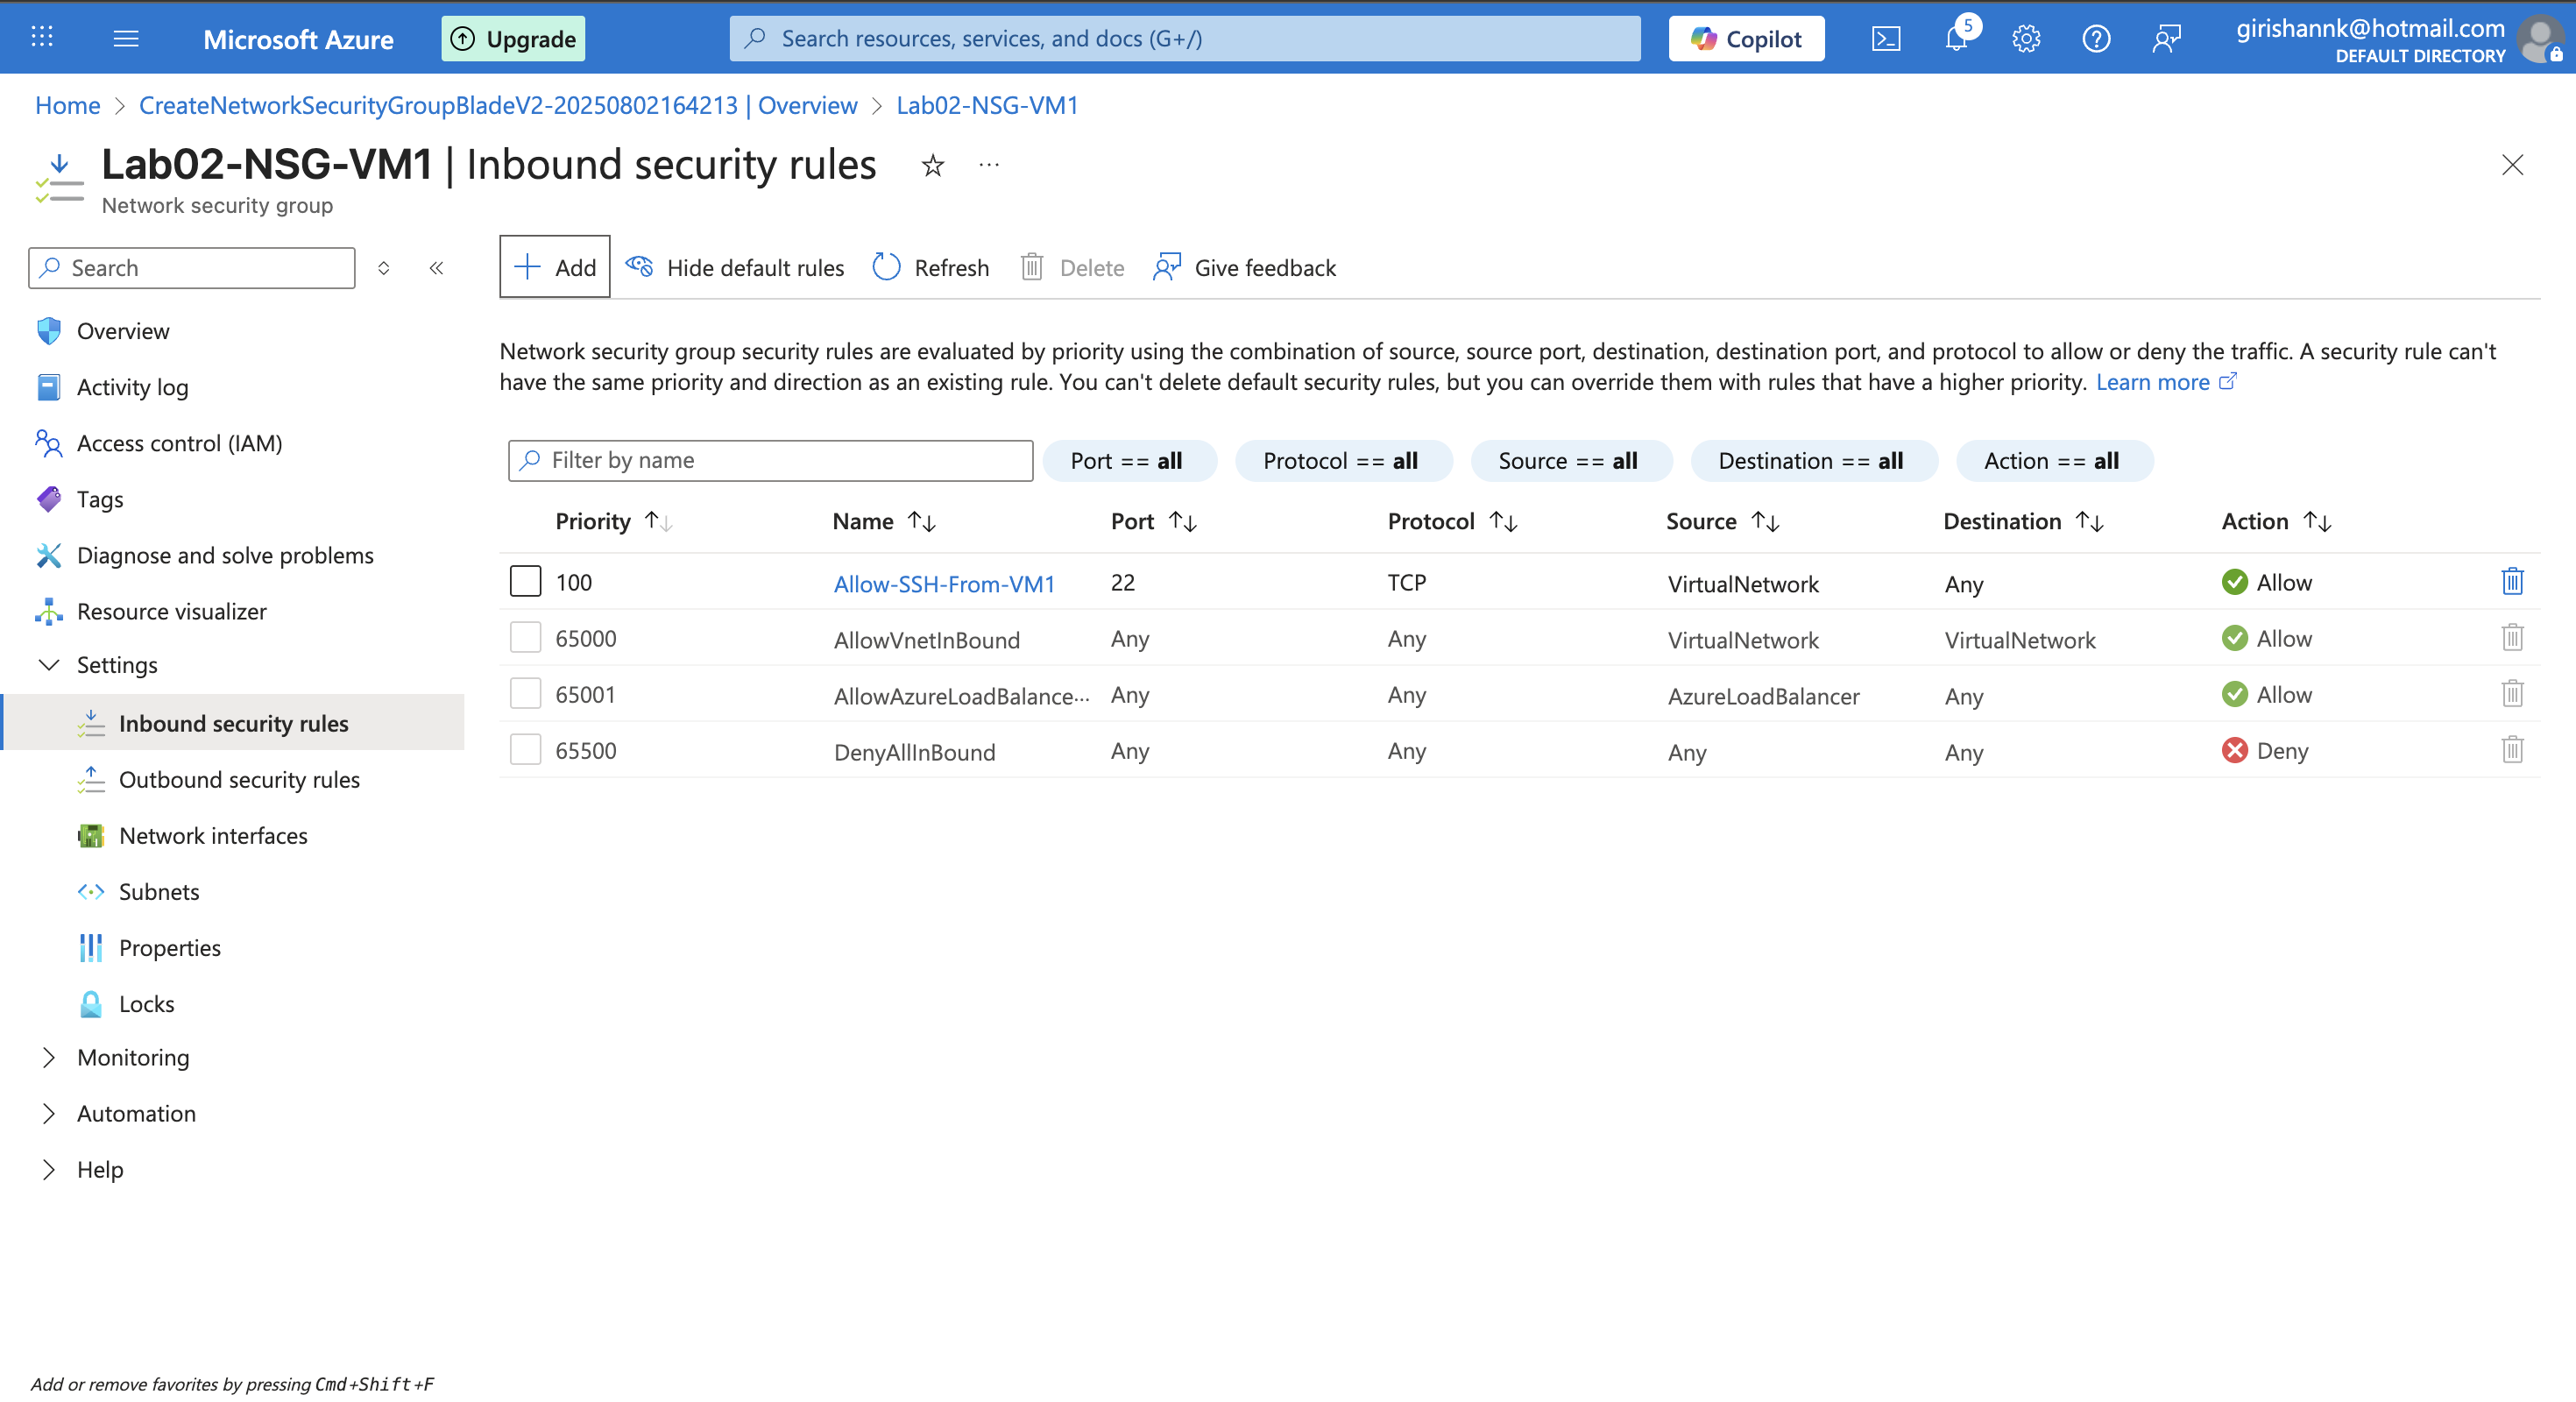 Microsoft Azure
Upgrade
Search resources, services, and docs (G+/)
Copilot
5
girishannk@hotmail.com
DEFAULT DIRECTORY
Home > CreateNetworkSecurityGroupBladeV2-20250802164213 | Overview > Lab02-NSG-VM1
Lab02-NSG-VM1 | Inbound security rules
Network security group
Search
Overview
Activity log
Access control (IAM)
Tags
Diagnose and solve problems
Resource visualizer
Settings
Inbound security rules
Outbound security rules
Network interfaces
Subnets
Properties
Locks
Monitoring
Automation
Help
Add or remove favorites by pressing Cmd+Shift+F
Add Hide default rules Refresh Delete Give feedback
Network security group security rules are evaluated by priority using the combination of source, source port, destination, destination port, and protocol to allow or deny the traffic. A security rule can't
have the same priority and direction as an existing rule. You can't delete default security rules, but you can override them with rules that have a higher priority. Learn more
Filter by name Port == all Protocol == all Source == all Destination == all Action == all
Priority Name Port Protocol Source Destination Action
100 Allow-SSH-From-VM1 22 TCP VirtualNetwork Any Allow
65000 AllowVnetInBound Any Any VirtualNetwork VirtualNetwork Allow
65001 AllowAzureLoadBalance... Any Any AzureLoadBalancer Any Allow
65500 DenyAllInBound Any Any Any Any Deny